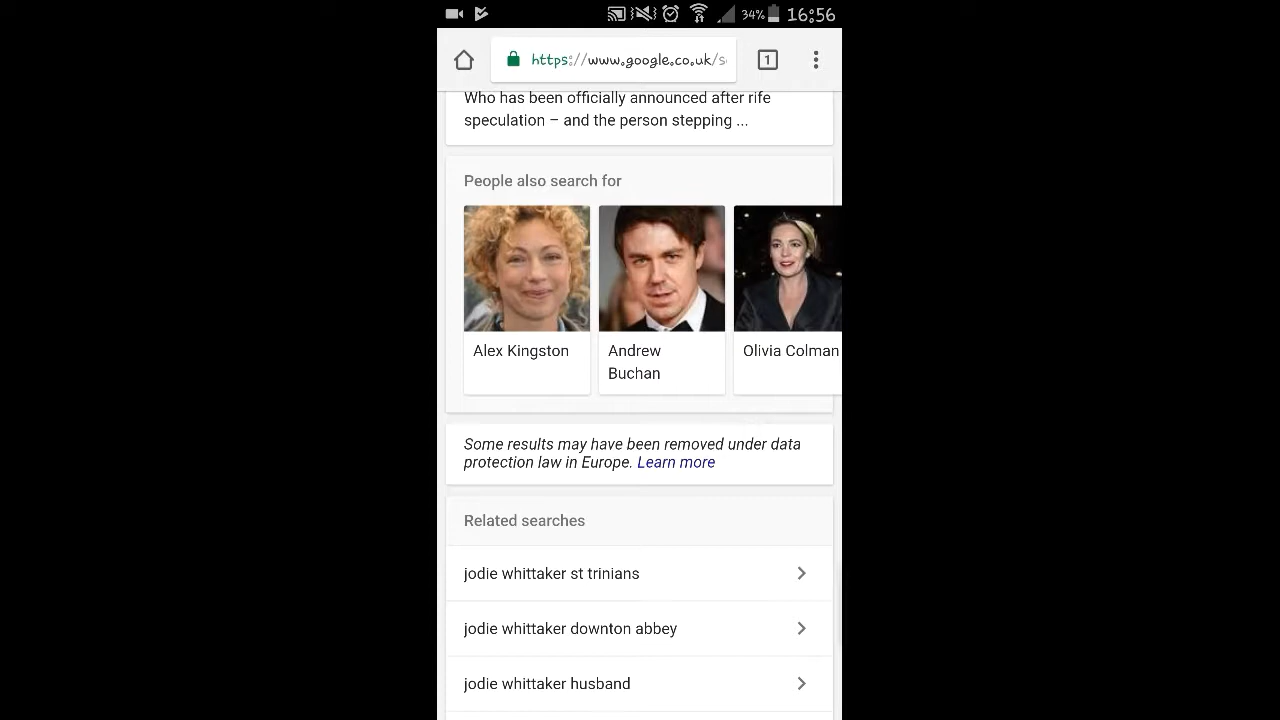 34% 16:56
https://www.google.co.uk/s
1
Who has been officially announced after rife
speculation – and the person stepping ...
People also search for
Alex Kingston
Andrew
Buchan
Olivia Colman
Some results may have been removed under data
protection law in Europe. Learn more
Related searches
jodie whittaker st trinians
jodie whittaker downton abbey
jodie whittaker husband